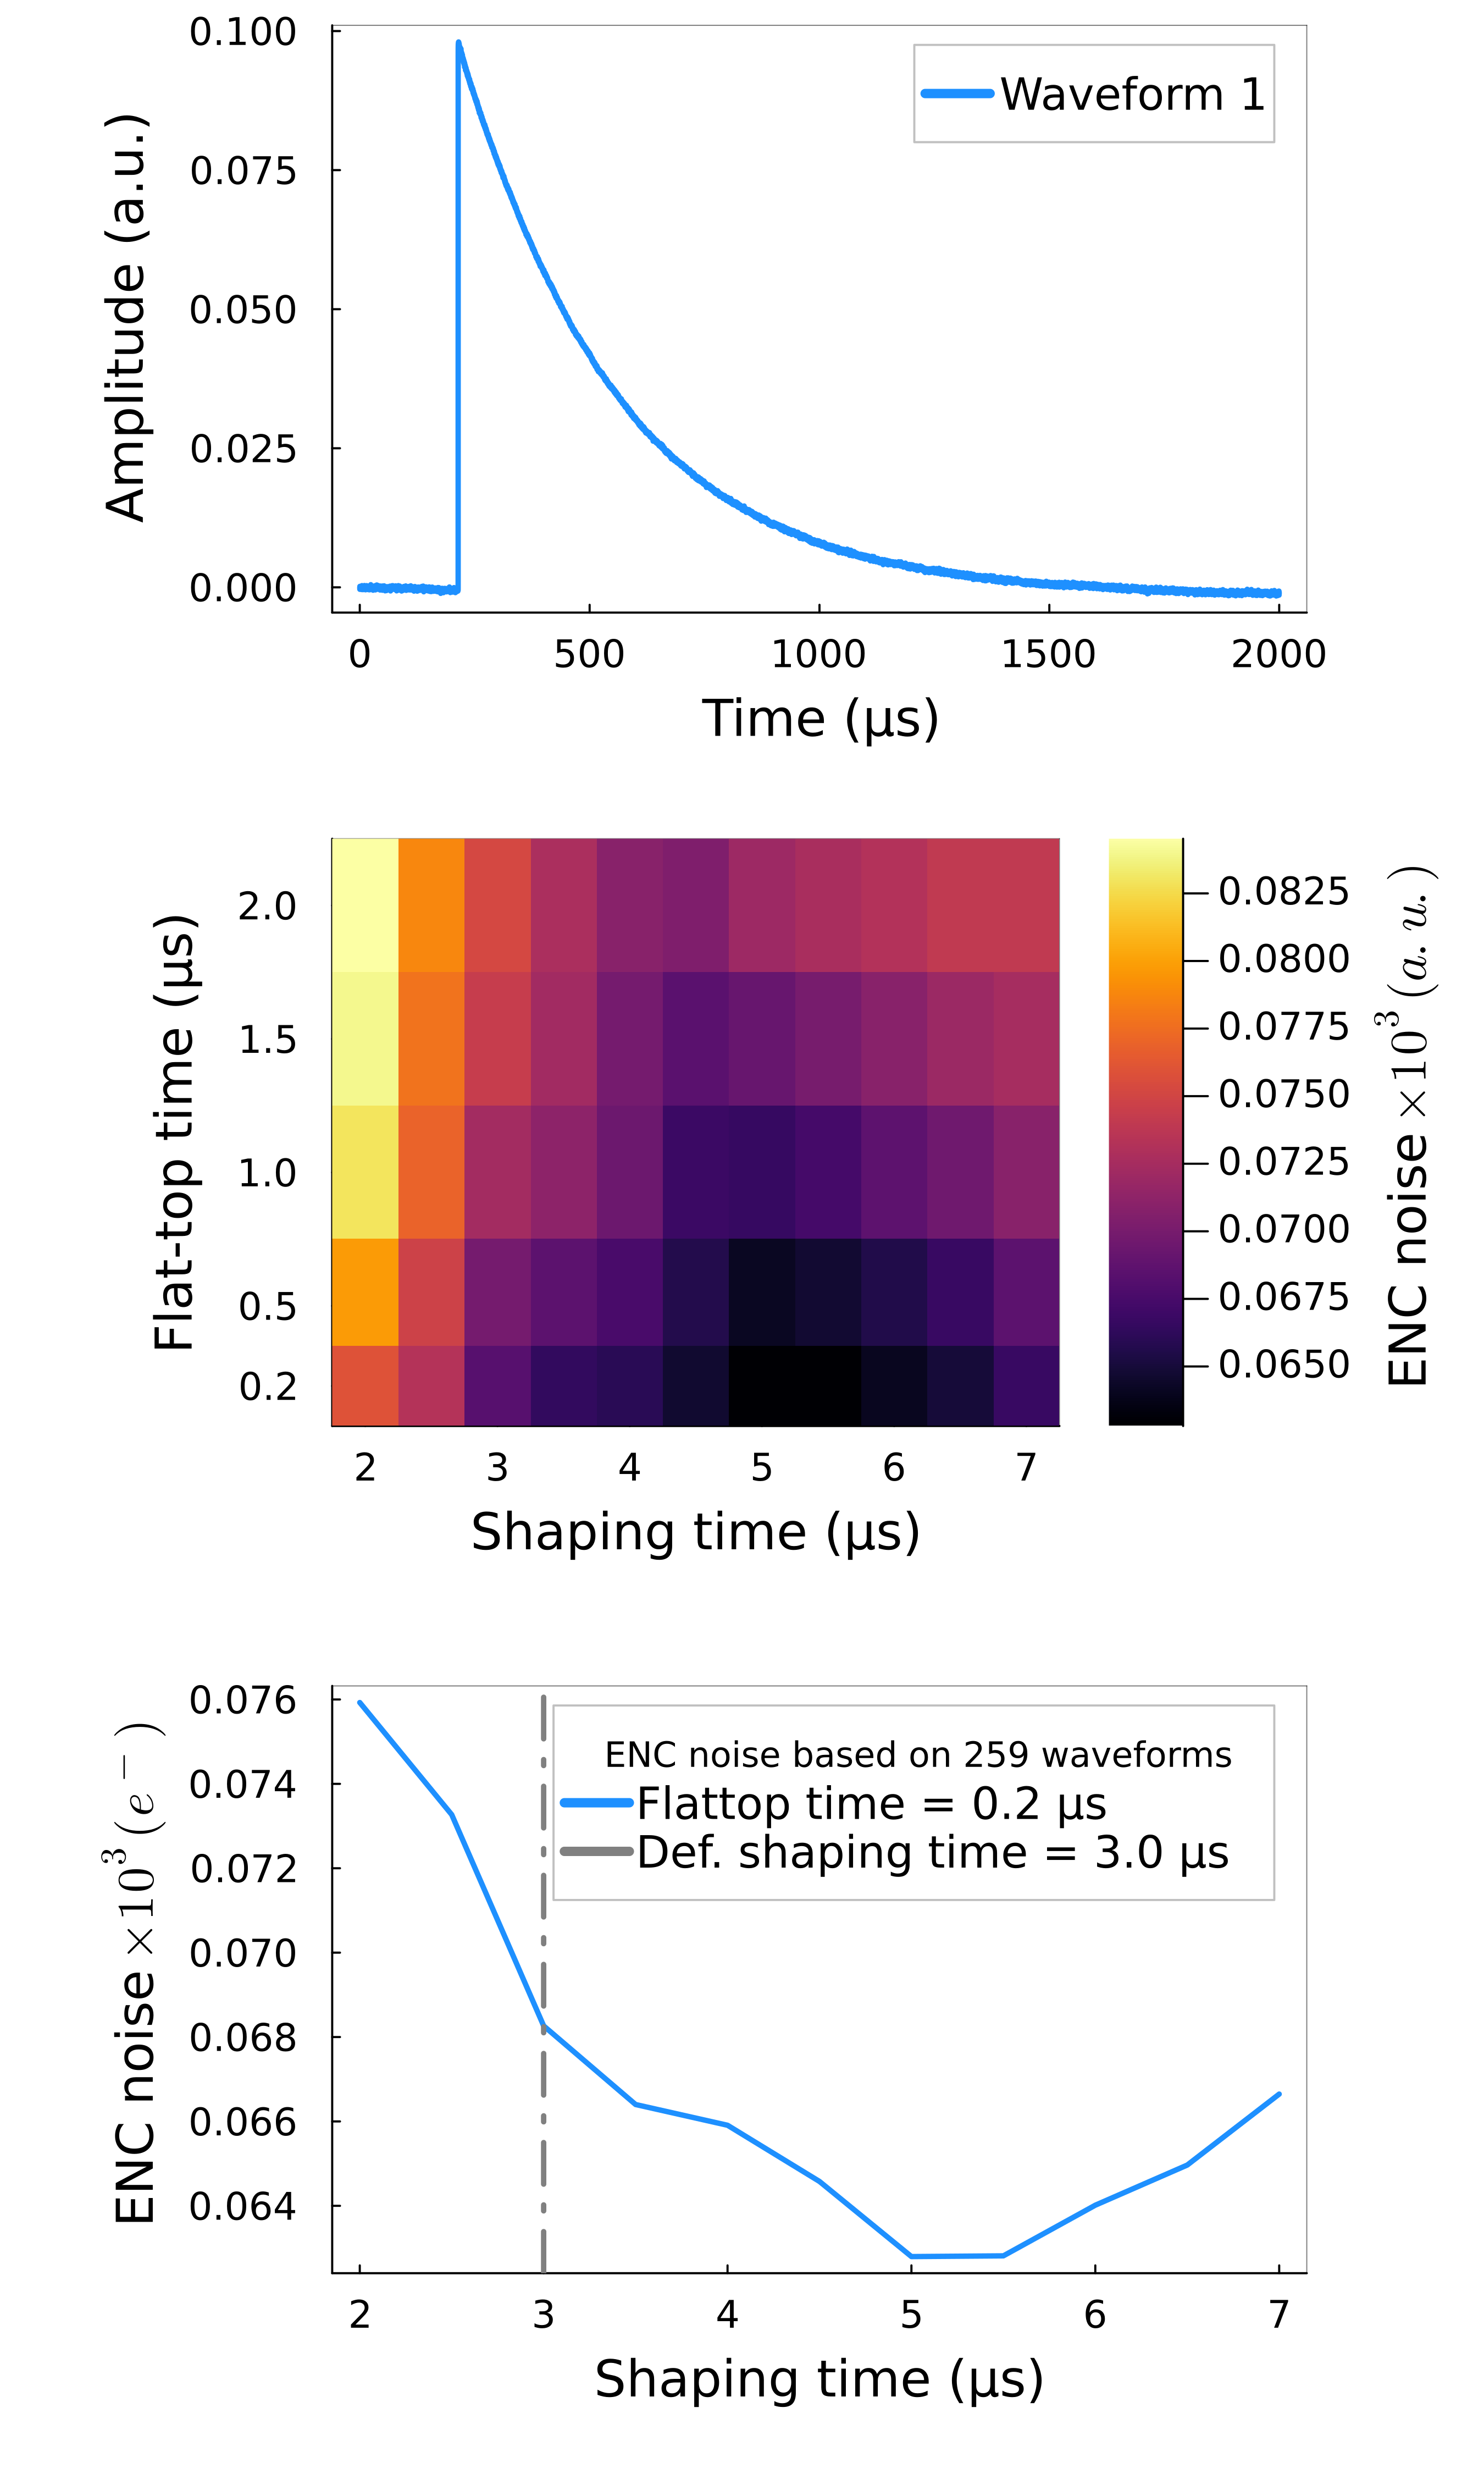 Amplitude (a.u.)
0.100
0.075
0.050
0.025
0.000
Waveform 1
0 500 1000 1500 2000
Time (µs)
Flat-top time (µs)
2.0
1.5
1.0
0.5
0.2
2 3 4 5 6 7
Shaping time (µs)
0.0825
0.0800
0.0775
0.0750
0.0725
0.0700
0.0675
0.0650
ENC noise ×10³ (a. u.)
ENC noise ×10³ (e⁻)
0.076
0.074
0.072
0.070
0.068
0.066
0.064
ENC noise based on 259 waveforms
Flattop time = 0.2 µs
Def. shaping time = 3.0 µs
2 3 4 5 6 7
Shaping time (µs)